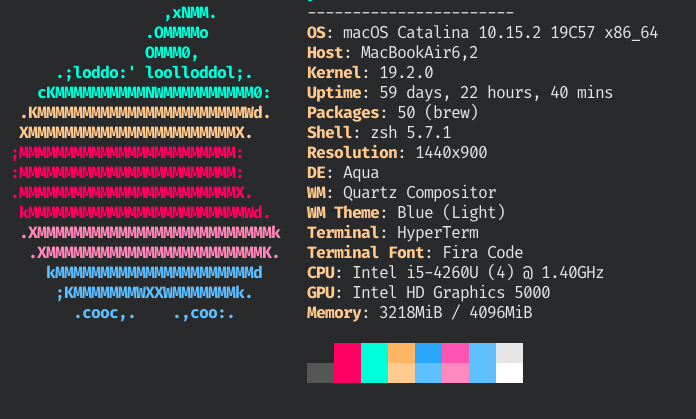 ,xNMM.
.OMMMMo
OMMM0,
.;loddo:' loolloddol;.
cKMMMMMMMMMMNWMMMMMMMMMM0:
.KMMMMMMMMMMMMMMMMMMMMMMMWd.
XMMMMMMMMMMMMMMMMMMMMMMMX.
;MMMMMMMMMMMMMMMMMMMMMMMM:
:MMMMMMMMMMMMMMMMMMMMMMMM:
.MMMMMMMMMMMMMMMMMMMMMMMMX.
kMMMMMMMMMMMMMMMMMMMMMMMMWd.
.XMMMMMMMMMMMMMMMMMMMMMMMMMMk
.XMMMMMMMMMMMMMMMMMMMMMMMMK.
kMMMMMMMMMMMMMMMMMMMMMMd
;KMMMMMMMWXXWMMMMMMMk.
.cooc,.    .,coo:.
-----------------------
OS: macOS Catalina 10.15.2 19C57 x86_64
Host: MacBookAir6,2
Kernel: 19.2.0
Uptime: 59 days, 22 hours, 40 mins
Packages: 50 (brew)
Shell: zsh 5.7.1
Resolution: 1440x900
DE: Aqua
WM: Quartz Compositor
WM Theme: Blue (Light)
Terminal: HyperTerm
Terminal Font: Fira Code
CPU: Intel i5-4260U (4) @ 1.40GHz
GPU: Intel HD Graphics 5000
Memory: 3218MiB / 4096MiB